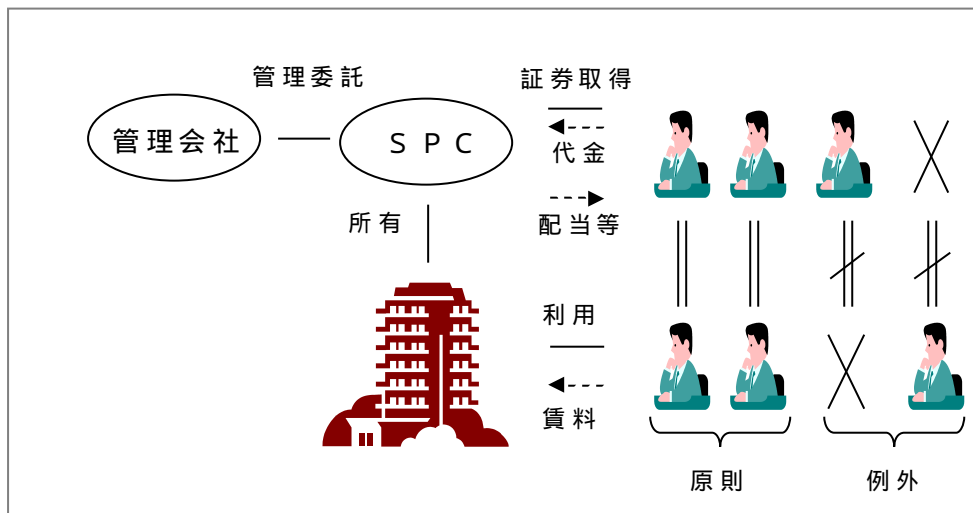 管理委託
管理会社
SPC
証券取得
代金
配当等
所有
利用
賃料
原則
例外